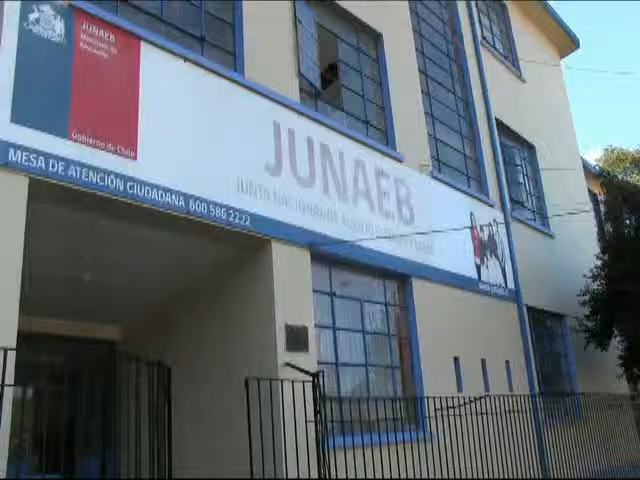 JUNAEB
Ministerio de
Educación
Gobierno de Chile
JUNAEB
JUNTA NACIONAL DE AUXILIO ESCOLAR Y BECAS
MESA DE ATENCIÓN CIUDADANA 600 586 2222